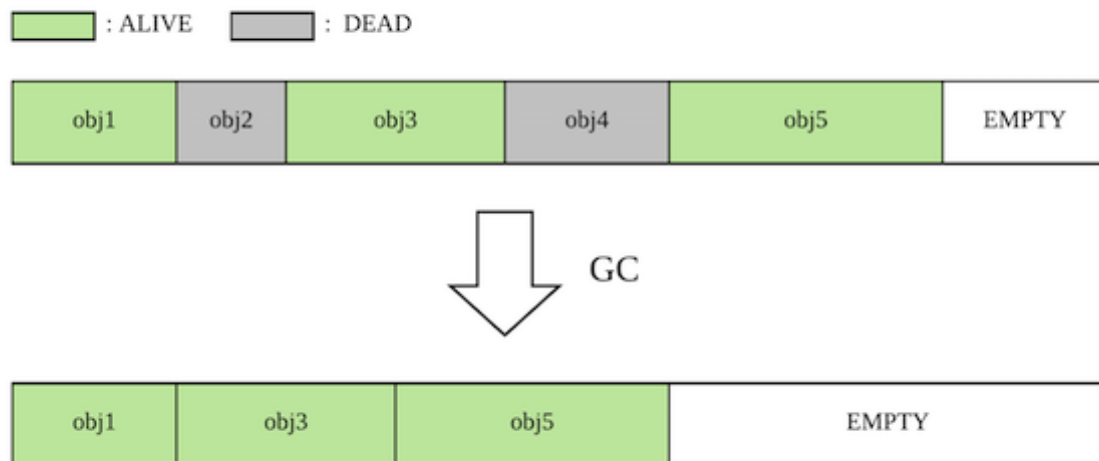 : ALIVE : DEAD
obj1 obj2 obj3 obj4 obj5 EMPTY
GC
obj1 obj3 obj5 EMPTY